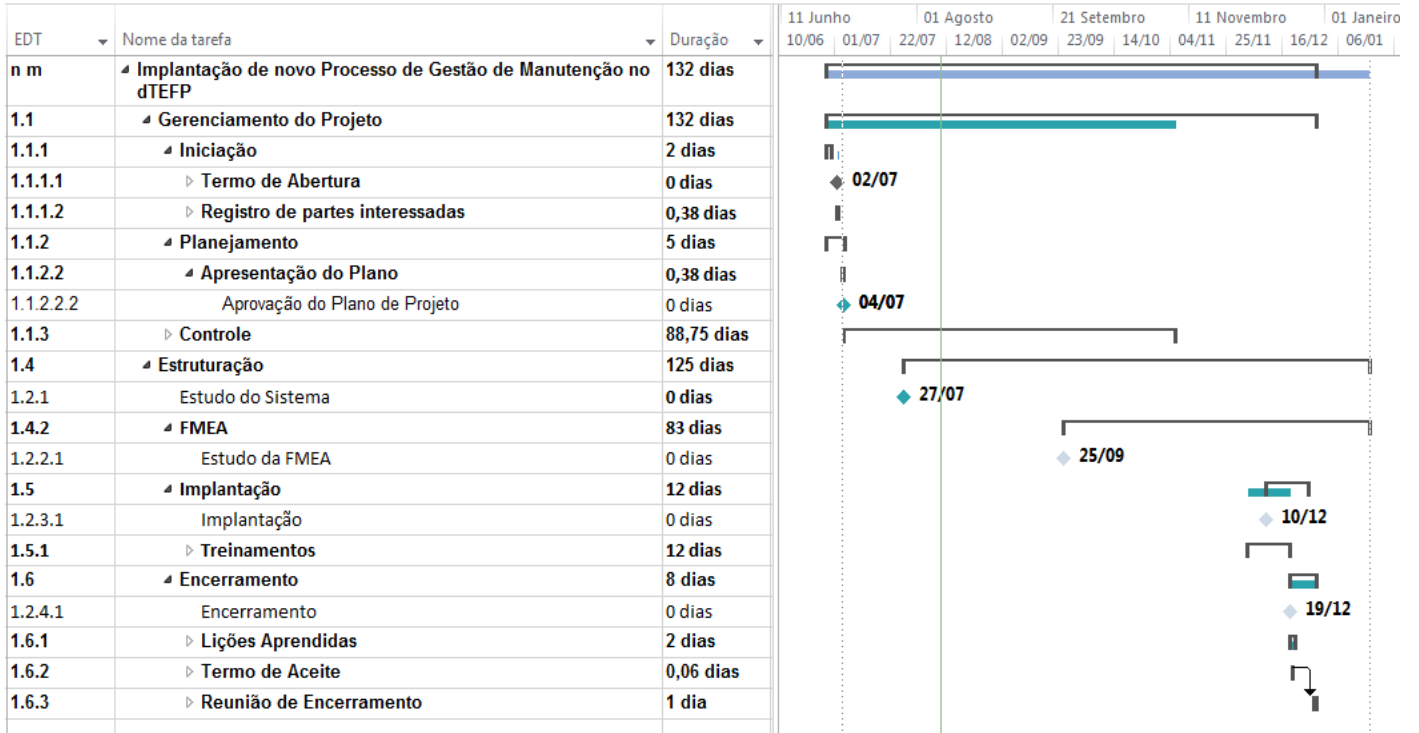 11 Junho 01 Agosto 21 Setembro 11 Novembro 01 Janeiro
EDT Nome da tarefa Duração 10/06 01/07 22/07 12/08 02/09 23/09 14/10 04/11 25/11 16/12 06/01
n m Implantação de novo Processo de Gestão de Manutenção no 132 dias
dTEFP
1.1 Gerenciamento do Projeto 132 dias
1.1.1 Iniciação 2 dias
1.1.1.1 Termo de Abertura 0 dias 02/07
1.1.1.2 Registro de partes interessadas 0,38 dias
1.1.2 Planejamento 5 dias
1.1.2.2 Apresentação do Plano 0,38 dias
1.1.2.2.2 Aprovação do Plano de Projeto 0 dias 04/07
1.1.3 Controle 88,75 dias
1.4 Estruturação 125 dias
1.2.1 Estudo do Sistema 0 dias 27/07
1.4.2 FMEA 83 dias
1.2.2.1 Estudo da FMEA 0 dias 25/09
1.5 Implantação 12 dias
1.2.3.1 Implantação 0 dias 10/12
1.5.1 Treinamentos 12 dias
1.6 Encerramento 8 dias
1.2.4.1 Encerramento 0 dias 19/12
1.6.1 Lições Aprendidas 2 dias
1.6.2 Termo de Aceite 0,06 dias
1.6.3 Reunião de Encerramento 1 dia